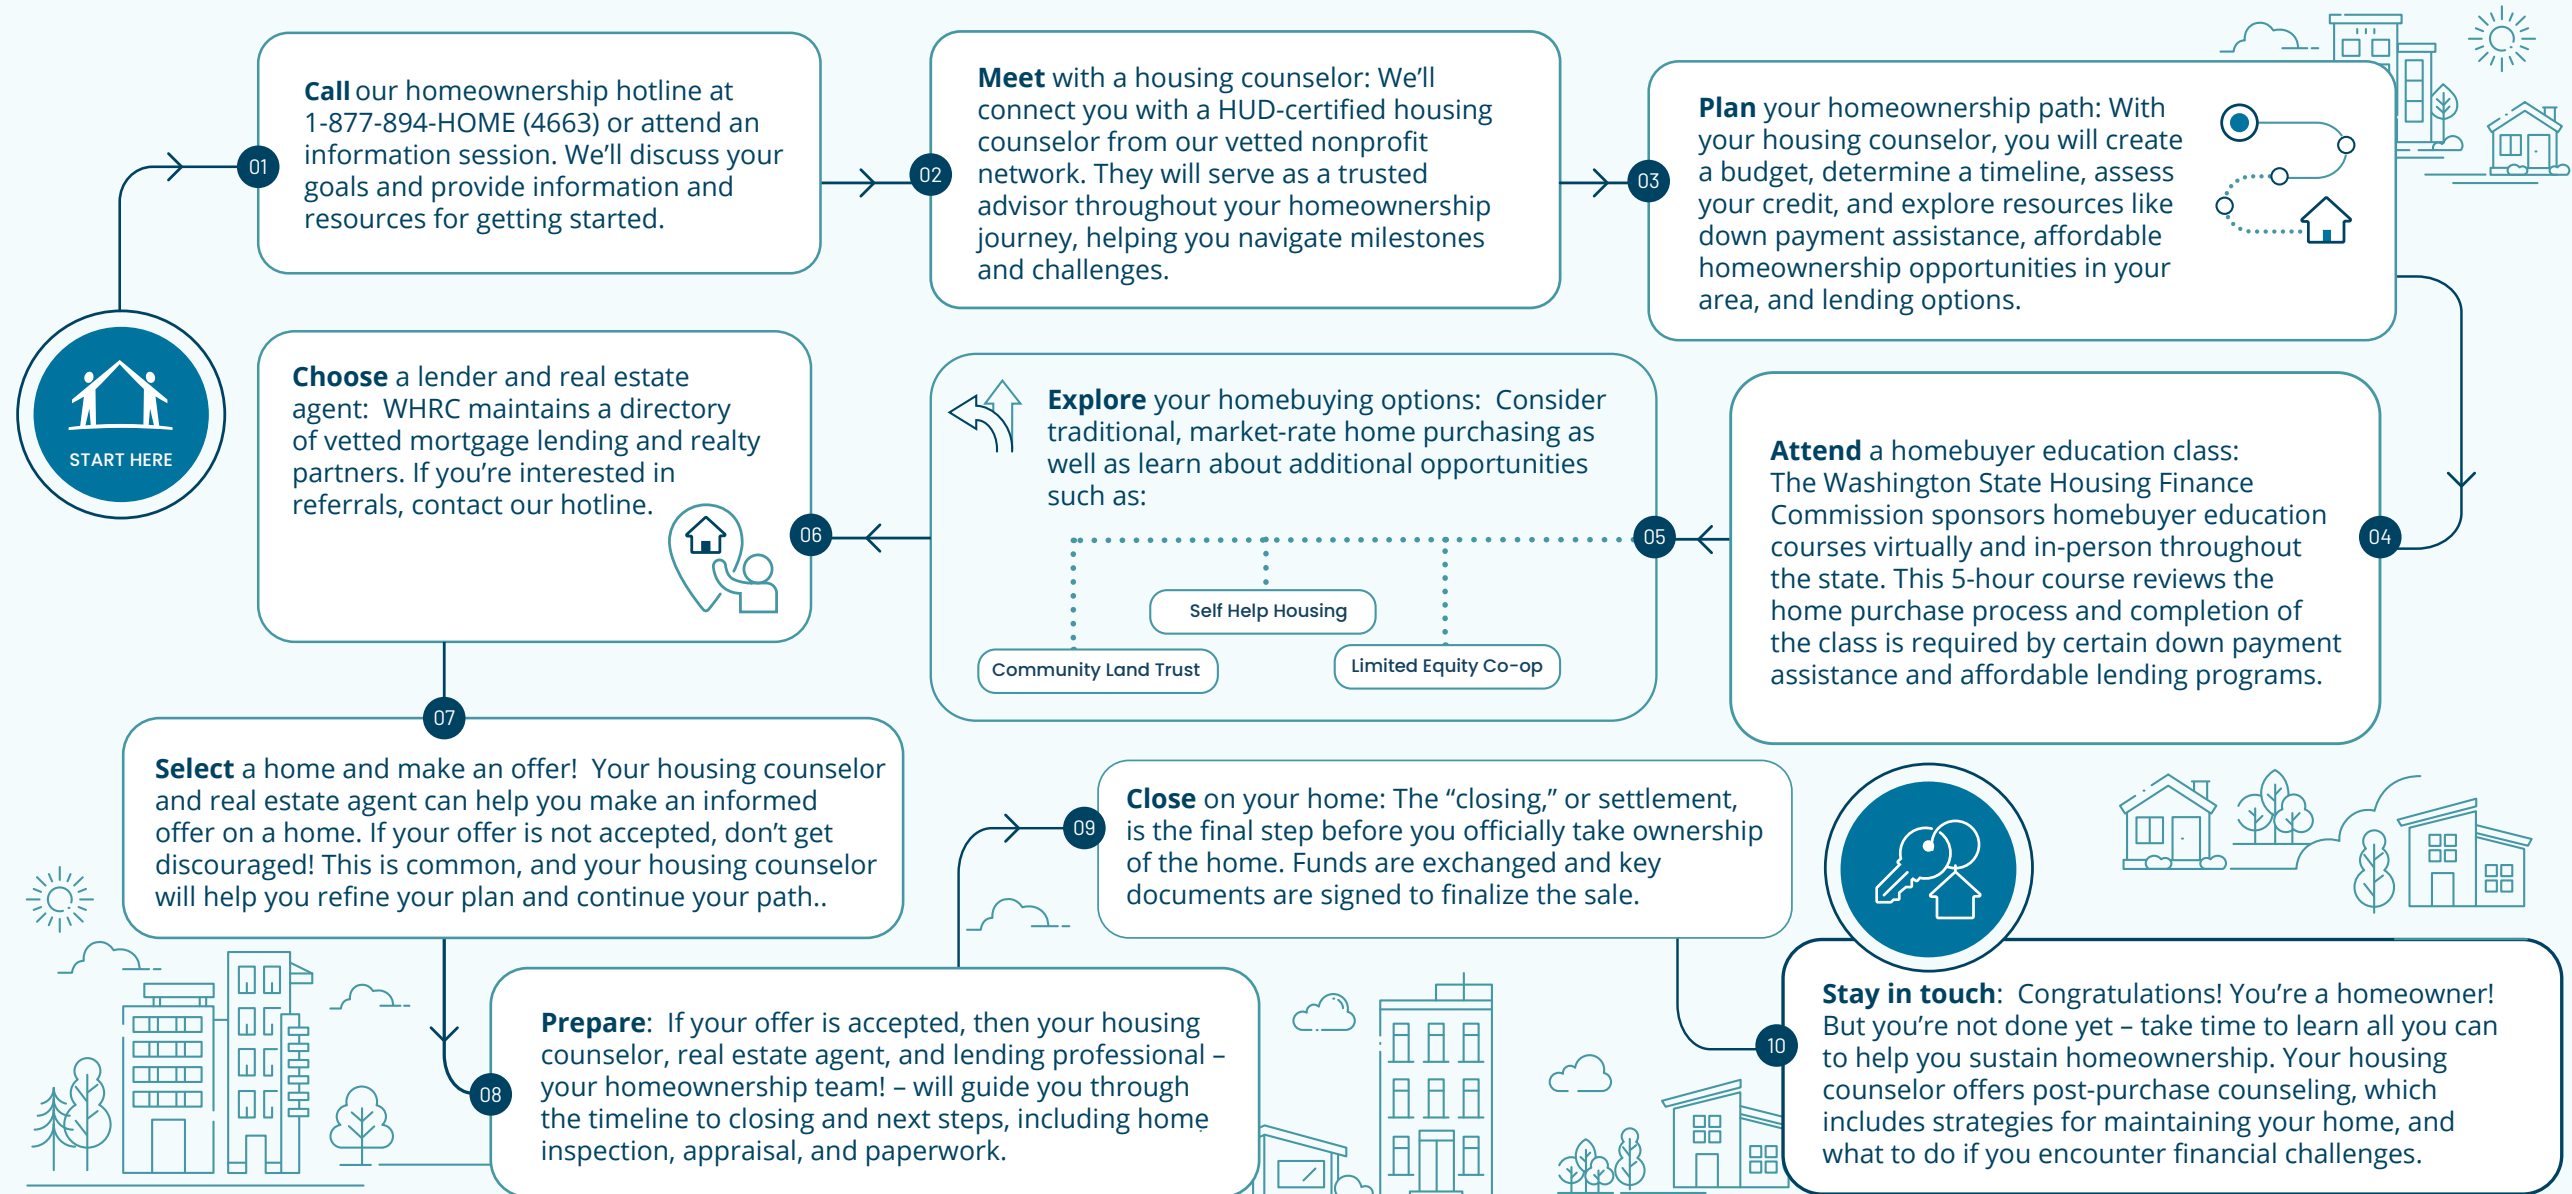 START HERE
01
Call our homeownership hotline at
1-877-894-HOME (4663) or attend an
information session. We’ll discuss your
goals and provide information and
resources for getting started.
02
Meet with a housing counselor: We’ll
connect you with a HUD-certified housing
counselor from our vetted nonprofit
network. They will serve as a trusted
advisor throughout your homeownership
journey, helping you navigate milestones
and challenges.
03
Plan your homeownership path: With
your housing counselor, you will create
a budget, determine a timeline, assess
your credit, and explore resources like
down payment assistance, affordable
homeownership opportunities in your
area, and lending options.
04
Attend a homebuyer education class:
The Washington State Housing Finance
Commission sponsors homebuyer education
courses virtually and in-person throughout
the state. This 5-hour course reviews the
home purchase process and completion of
the class is required by certain down payment
assistance and affordable lending programs.
05
Explore your homebuying options:  Consider
traditional, market-rate home purchasing as
well as learn about additional opportunities
such as:
Self Help Housing
Community Land Trust
Limited Equity Co-op
06
Choose a lender and real estate
agent:  WHRC maintains a directory
of vetted mortgage lending and realty
partners. If you’re interested in
referrals, contact our hotline.
07
Select a home and make an offer!  Your housing counselor
and real estate agent can help you make an informed
offer on a home. If your offer is not accepted, don’t get
discouraged! This is common, and your housing counselor
will help you refine your plan and continue your path..
08
Prepare:  If your offer is accepted, then your housing
counselor, real estate agent, and lending professional –
your homeownership team! – will guide you through
the timeline to closing and next steps, including home
inspection, appraisal, and paperwork.
09
Close on your home: The “closing,” or settlement,
is the final step before you officially take ownership
of the home. Funds are exchanged and key
documents are signed to finalize the sale.
10
Stay in touch:  Congratulations! You’re a homeowner!
But you’re not done yet – take time to learn all you can
to help you sustain homeownership. Your housing
counselor offers post-purchase counseling, which
includes strategies for maintaining your home, and
what to do if you encounter financial challenges.